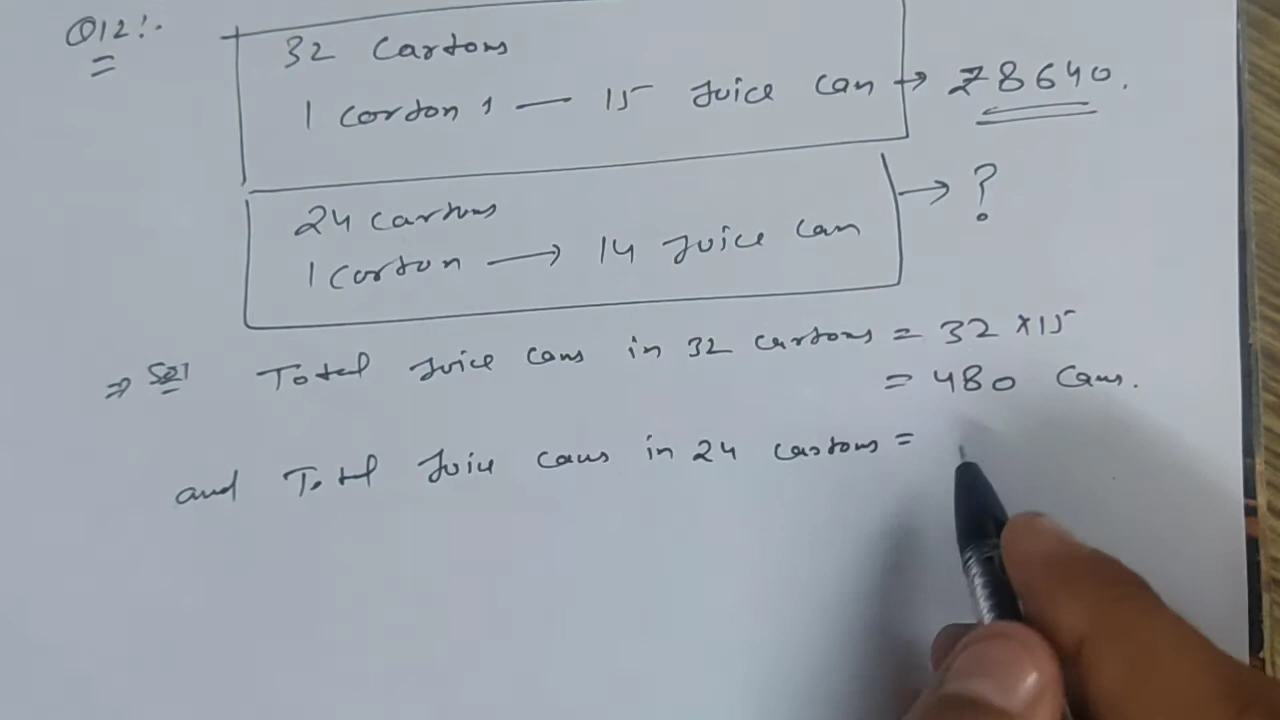 Q12:-
32 Cartons
1 carton 1 — 15 Juice can → ₹8640.
24 cartons
1 carton → 14 Juice can → ?
⇒ Sol Total Juice cans in 32 cartons = 32 × 15
= 480 Cans.
and Total Juice cans in 24 cartons =